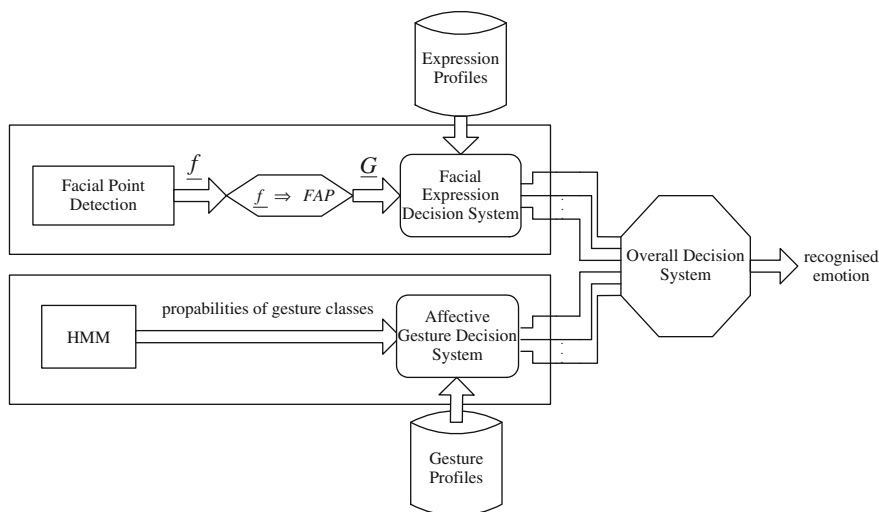 Expression
Profiles
f
G
Facial Point
Detection
f ⇒ FAP
Facial
Expression
Decision System
Overall Decision
System
recognised
emotion
propabilities of gesture classes
HMM
Affective
Gesture Decision
System
Gesture
Profiles